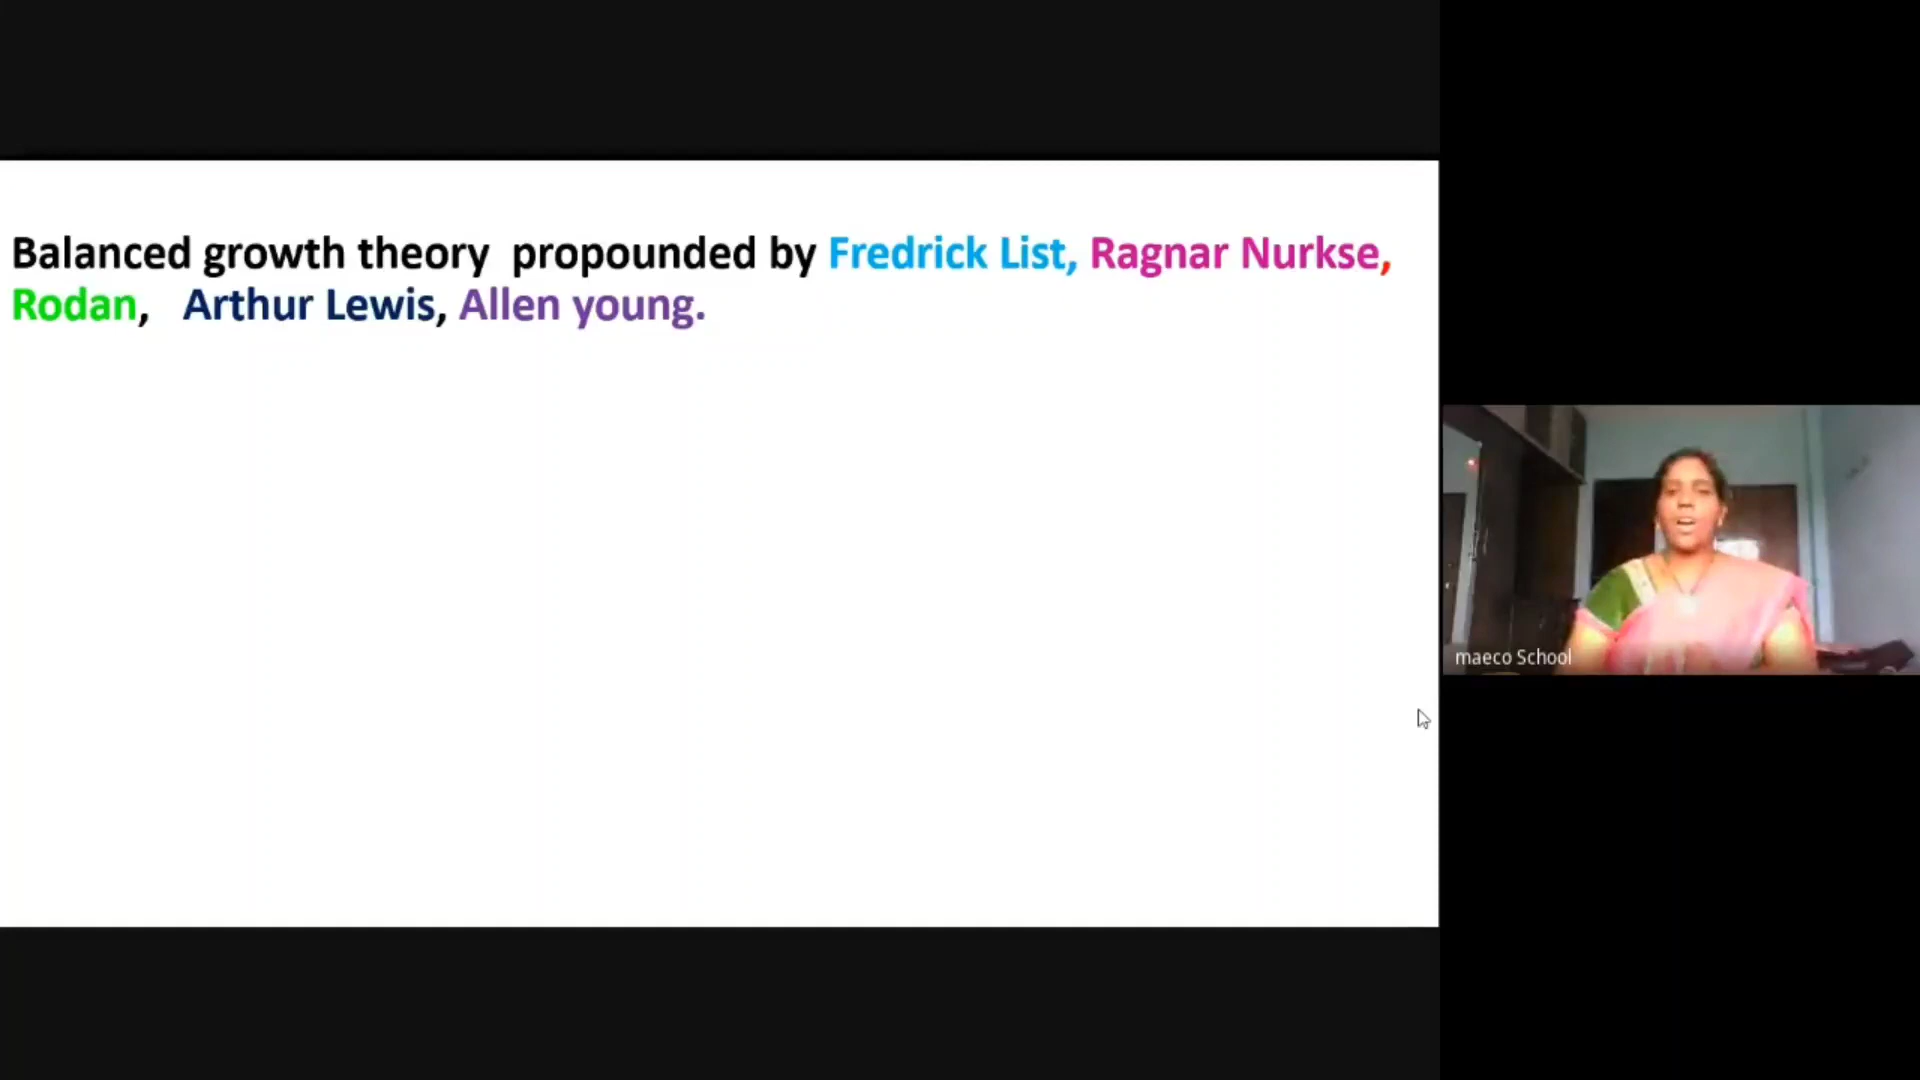 Balanced growth theory  propounded by Fredrick List, Ragnar Nurkse,
Rodan,   Arthur Lewis, Allen young.
maeco School